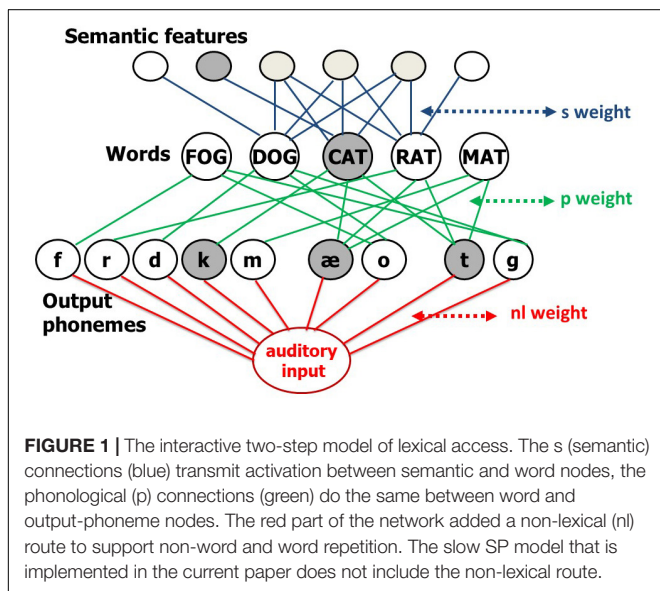 Semantic features
s weight
Words
FOG DOG CAT RAT MAT
p weight
f r d k m æ o t g
Output
phonemes
nl weight
auditory
input
FIGURE 1 | The interactive two-step model of lexical access. The s (semantic)
connections (blue) transmit activation between semantic and word nodes, the
phonological (p) connections (green) do the same between word and
output-phoneme nodes. The red part of the network added a non-lexical (nl)
route to support non-word and word repetition. The slow SP model that is
implemented in the current paper does not include the non-lexical route.